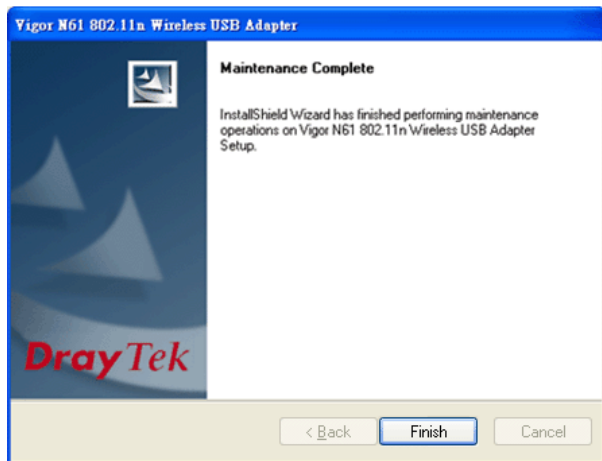 Vigor N61 802.11n Wireless USB Adapter
Maintenance Complete
InstallShield Wizard has finished performing maintenance
operations on Vigor N61 802.11n Wireless USB Adapter
Setup.
DrayTek
< Back
Finish
Cancel